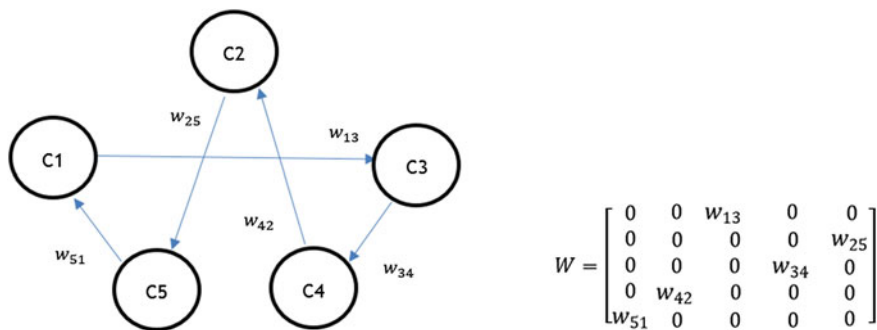 C2
w₂₅
w₁₃
C1
C3
w₄₂
w₅₁
w₃₄
C5
C4
W =
0 0 w₁₃ 0 0
0 0 0 0 w₂₅
0 0 0 w₃₄ 0
0 w₄₂ 0 0 0
w₅₁ 0 0 0 0